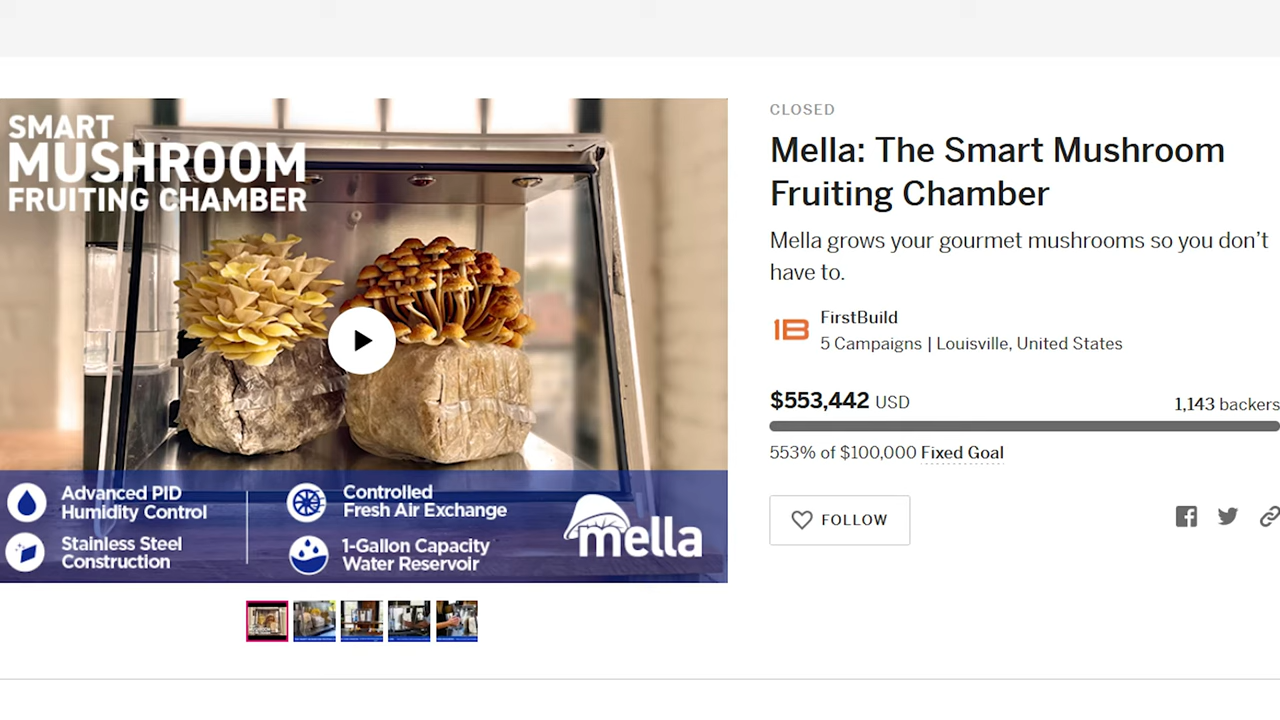 SMART
MUSHROOM
FRUITING CHAMBER
Advanced PID
Humidity Control
Stainless Steel
Construction
Controlled
Fresh Air Exchange
1-Gallon Capacity
Water Reservoir
mella
CLOSED
Mella: The Smart Mushroom
Fruiting Chamber
Mella grows your gourmet mushrooms so you don’t
have to.
FirstBuild
5 Campaigns | Louisville, United States
$553,442 USD
1,143 backers
553% of $100,000 Fixed Goal
FOLLOW